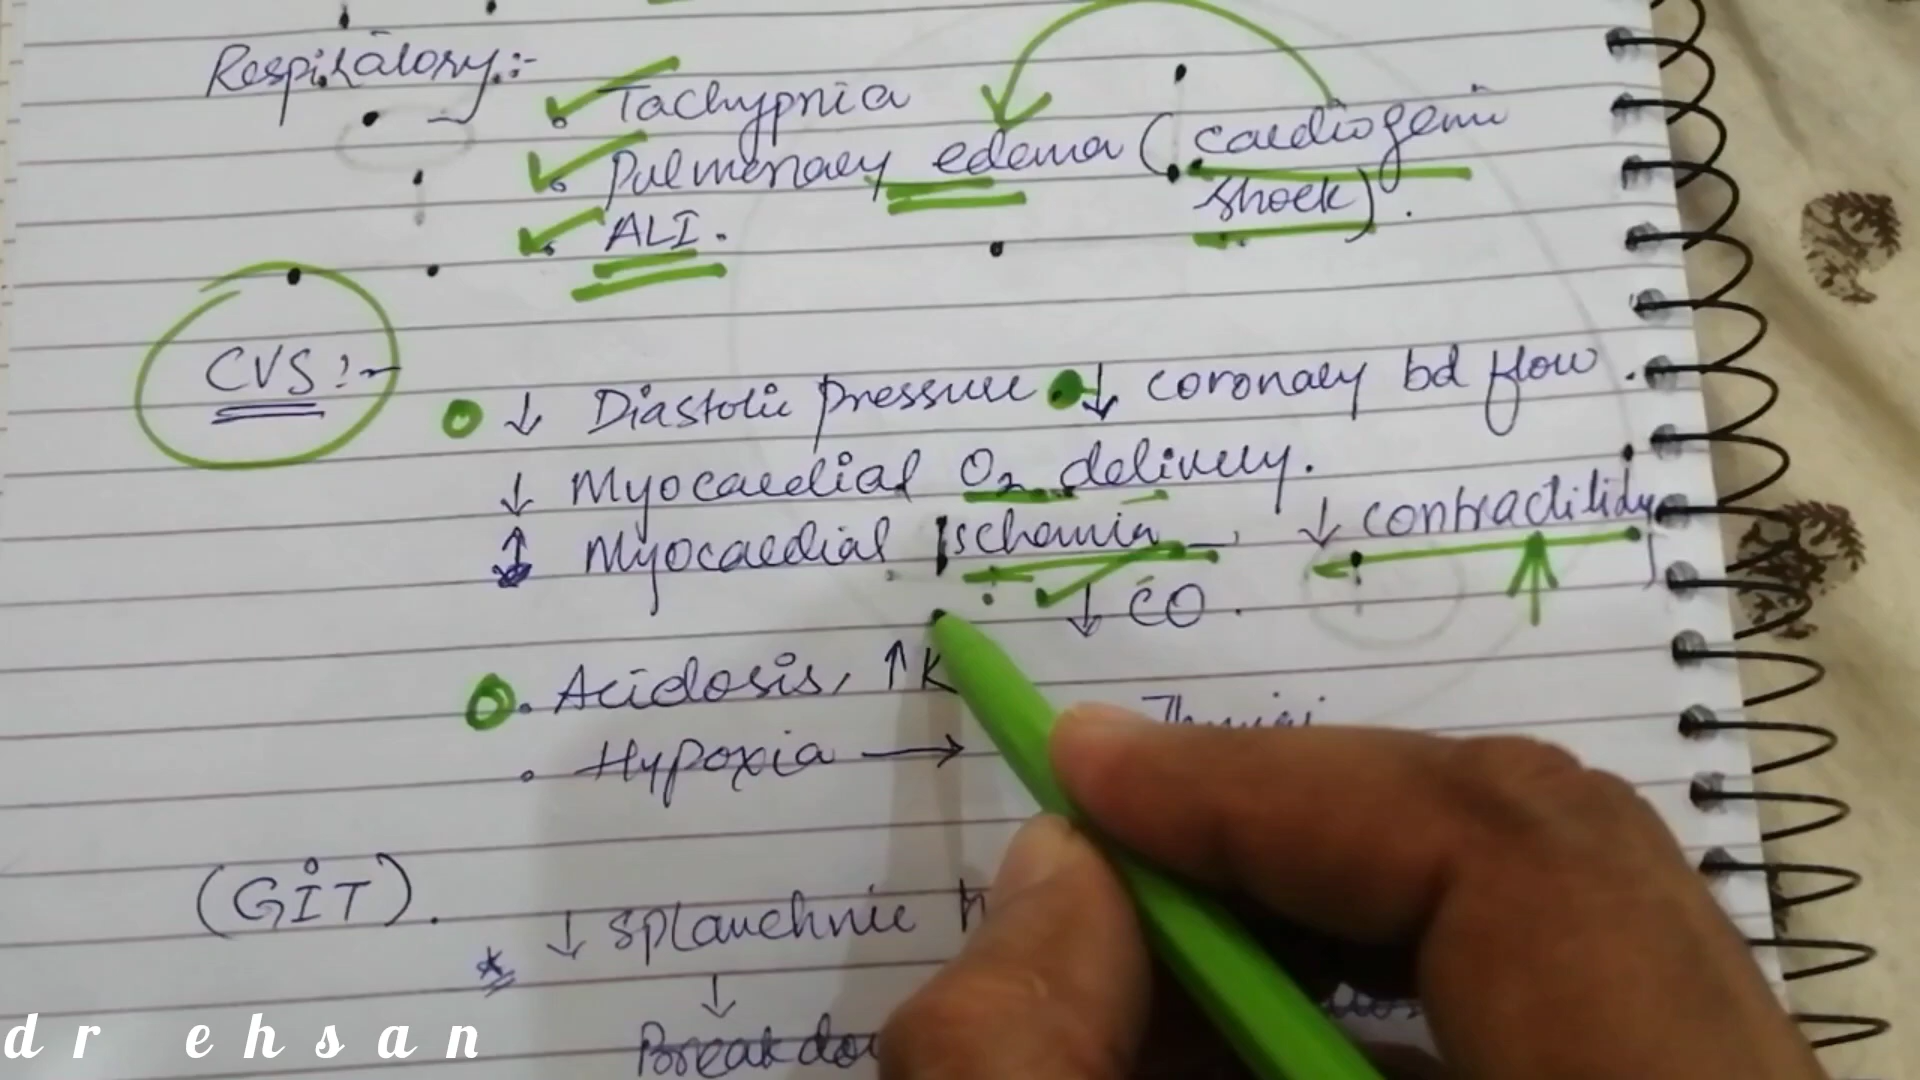 Respiratory:-
Tachypnia
Pulmonary edema (cardiogenic
shock).
ALI.
CVS:-
↓ Diastolic pressure ↓ coronary bd flow.
↓ Myocardial O2 delivery.
↑ Myocardial Ischemia ↓ contractility
↓ CO.
Acidosis, ↑ K
Hypoxia →
(GIT).
* ↓ Splanchnic
↓
dr ehsan